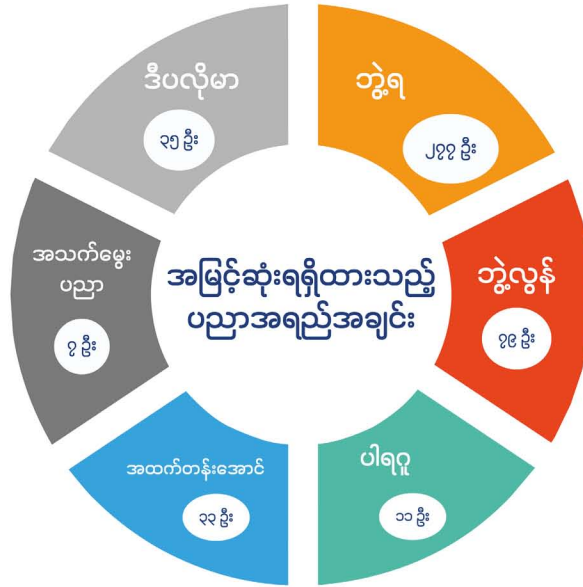 ဒီပလိုမာ
၃၅ ဦး
ဘွဲ့ရ
၂၇၇ ဦး
အသက်မွေး
ပညာ
၇ ဦး
အမြင့်ဆုံးရရှိထားသည့်
ပညာအရည်အချင်း
ဘွဲ့လွန်
၇၉ ဦး
အထက်တန်းအောင်
၃၃ ဦး
ပါရဂူ
၁၁ ဦး